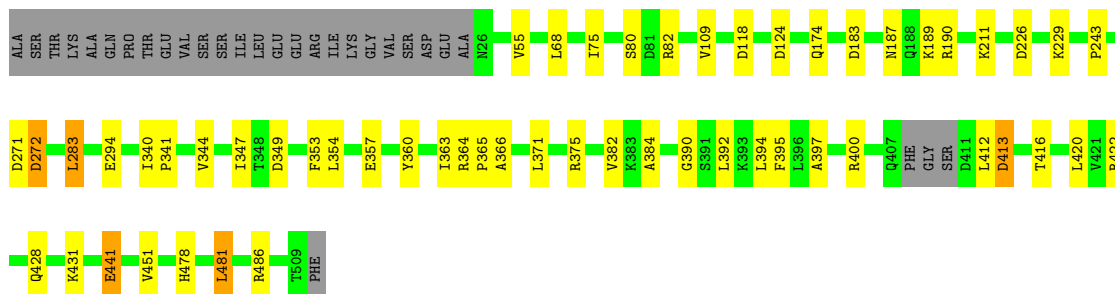 ALA SER THR LYS ALA GLN PRO THR GLU VAL SER SER ILE LEU GLU GLU ARG ILE LYS GLY VAL SER ASP GLU ALA N26 V55 L68 I75 S80 D81 R82 V109 D118 D124 Q174 D183 N187 Q188 K189 R190 K211 D226 K229 P243
D271 D272 L283 E294 I340 P341 V344 I347 T348 D349 F353 L354 E357 Y360 I363 R364 P365 A366 L371 R375 V382 K383 A384 G390 S391 L392 K393 L394 F395 L396 A397 R400 Q407 PHE GLY SER D411 L412 D413 T416 L420 V421
Q428 K431 E441 V451 H478 L481 R486 T509 PHE